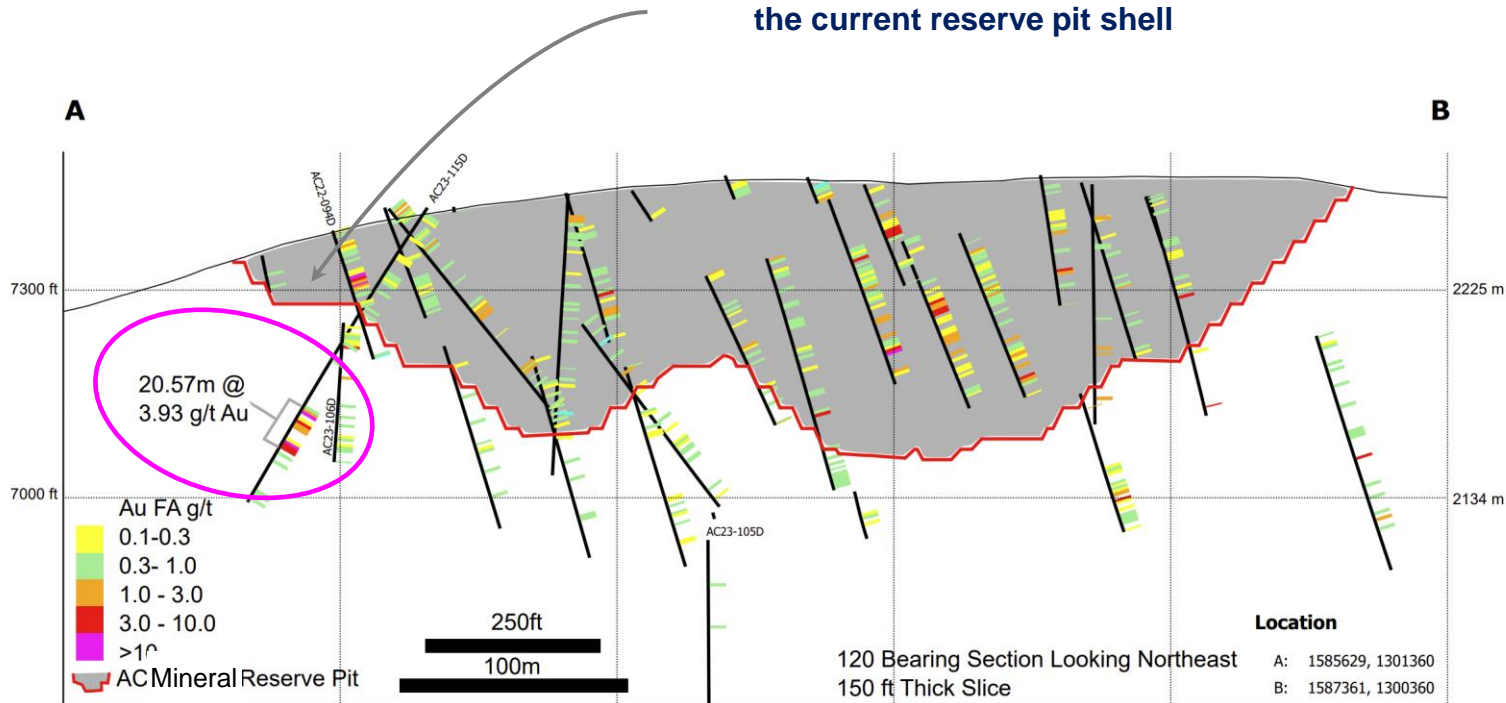 the current reserve pit shell
A
B
AC22-094D
AC23-115D
7300 ft
2225 m
20.57m @
3.93 g/t Au
AC23-106D
7000 ft
2134 m
AC23-105D
Au FA g/t
0.1-0.3
0.3- 1.0
1.0 - 3.0
3.0 - 10.0
AC Mineral Reserve Pit
250ft
100m
120 Bearing Section Looking Northeast
150 ft Thick Slice
Location
A: 1585629, 1301360
B: 1587361, 1300360